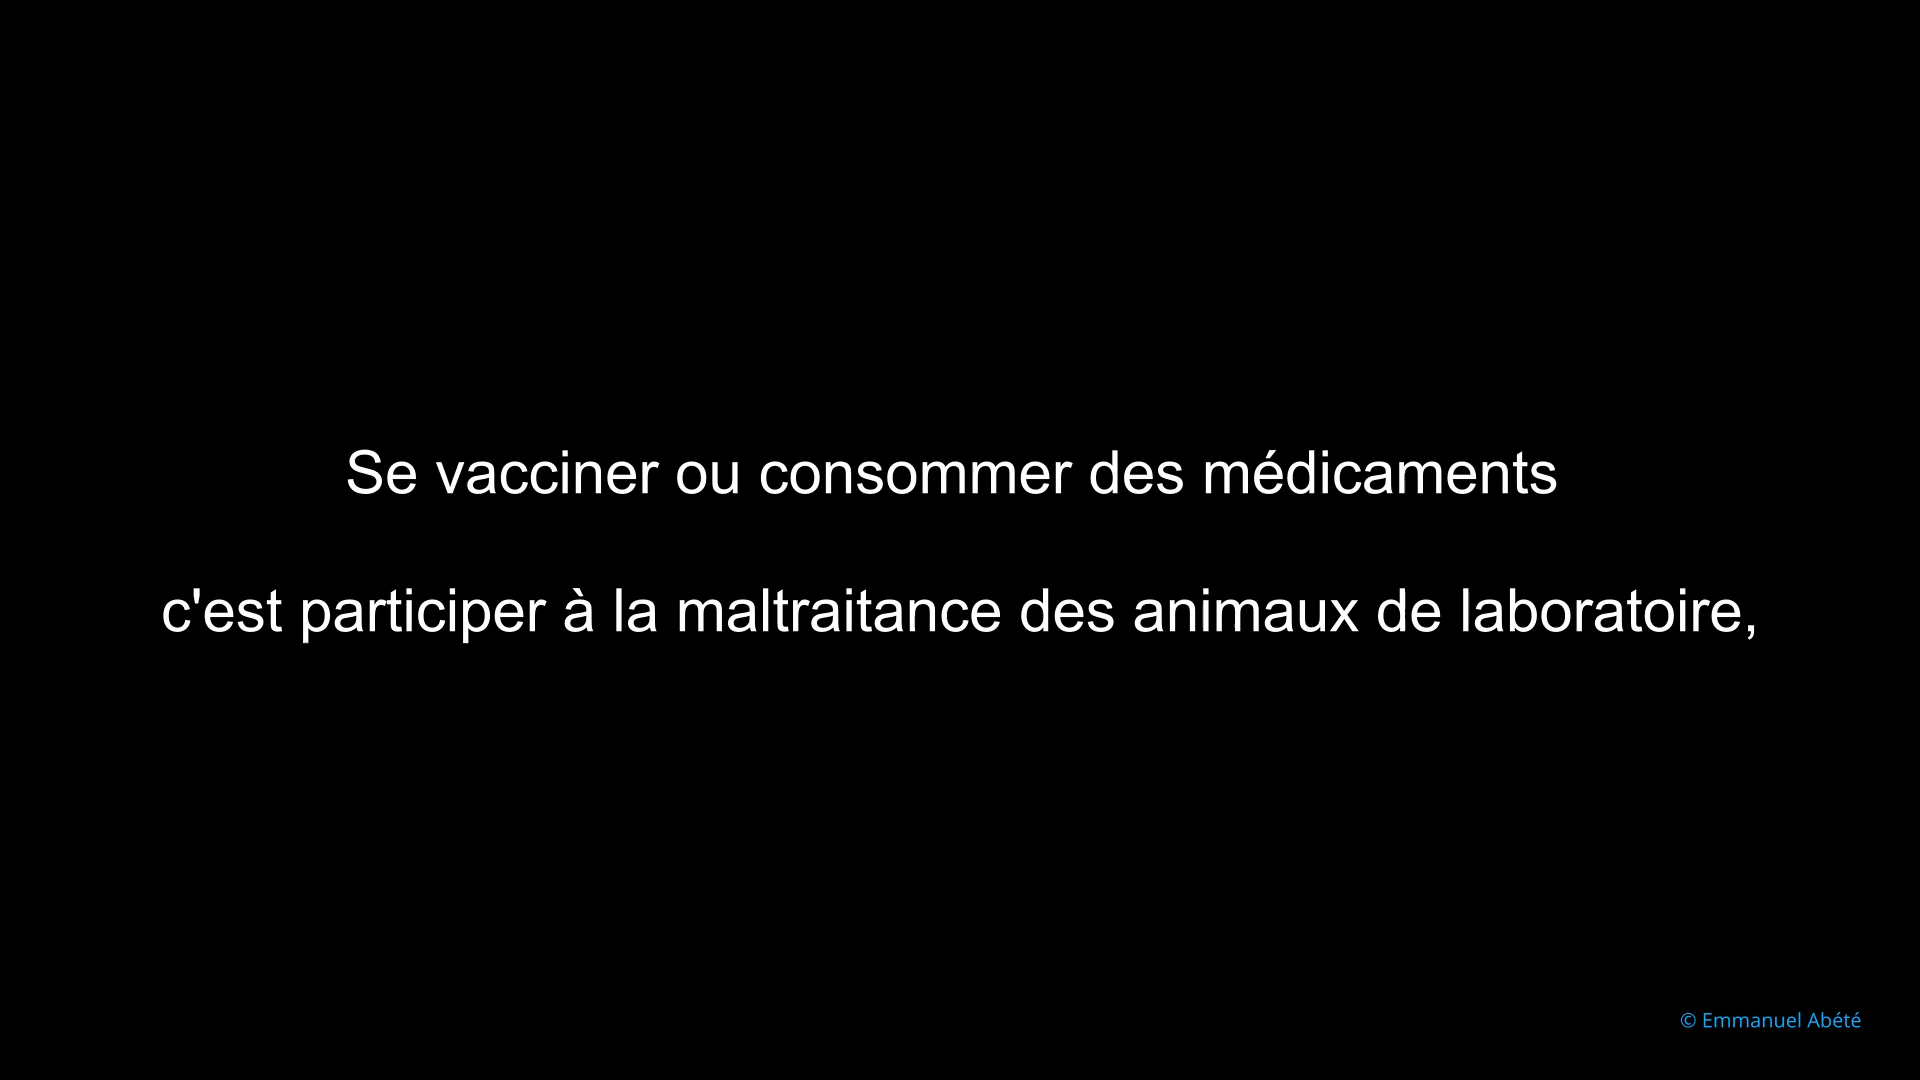 Se vacciner ou consommer des médicaments
c'est participer à la maltraitance des animaux de laboratoire,
© Emmanuel Abété